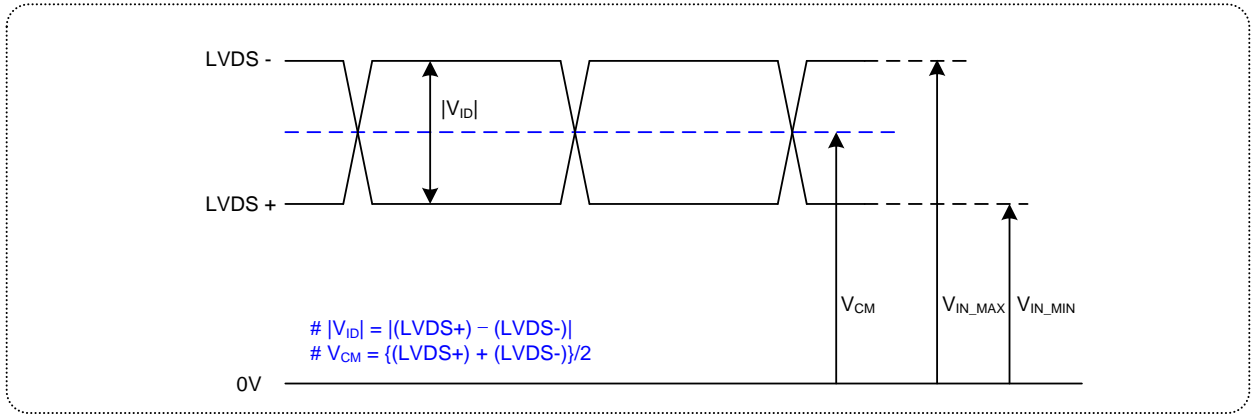 LVDS -
|VID|
LVDS +
VCM
VIN_MAX
VIN_MIN
# |VID| = |(LVDS+) – (LVDS-)|
# VCM = {(LVDS+) + (LVDS-)}/2
0V